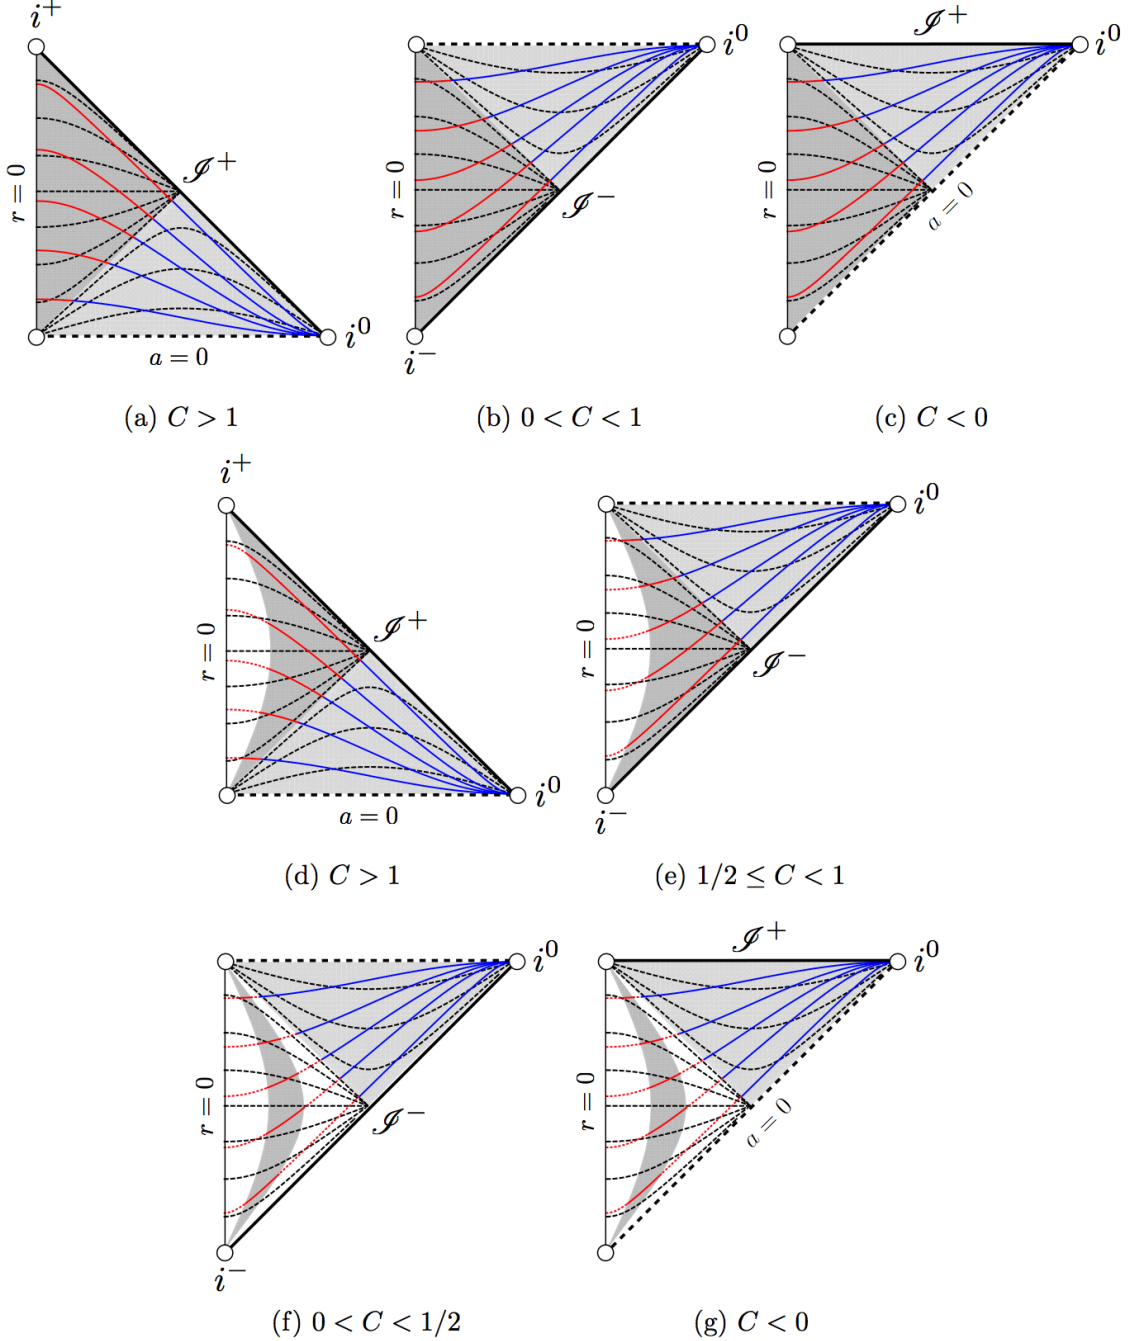 i⁺
r = 0
𝓘⁺
i⁰
a = 0
(a) C > 1
i⁰
r = 0
𝓘⁻
i⁻
(b) 0 < C < 1
𝓘⁺
i⁰
r = 0
a = 0
(c) C < 0
i⁺
r = 0
𝓘⁺
i⁰
a = 0
(d) C > 1
i⁰
r = 0
𝓘⁻
i⁻
(e) 1/2 ≤ C < 1
i⁰
r = 0
𝓘⁻
i⁻
(f) 0 < C < 1/2
𝓘⁺
i⁰
r = 0
a = 0
(g) C < 0